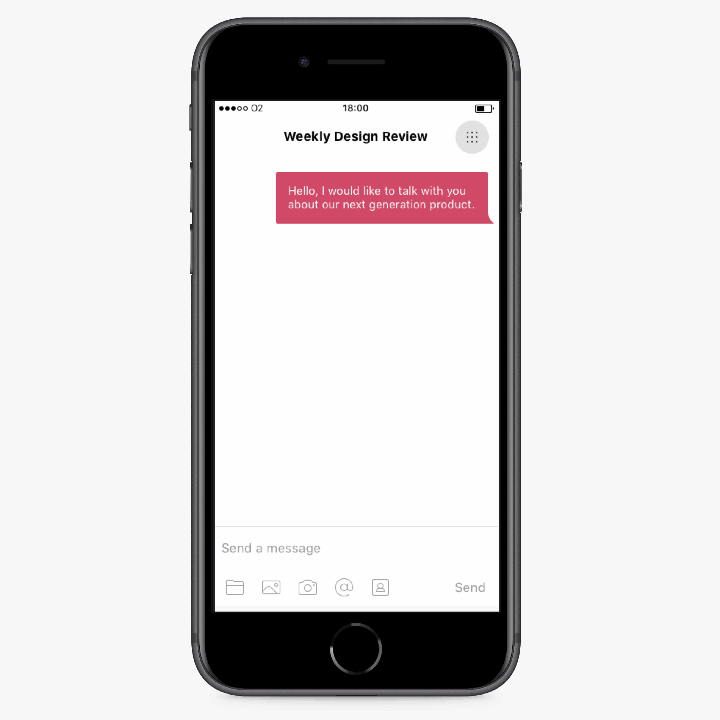 O2 18:00
Weekly Design Review
Hello, I would like to talk with you
about our next generation product.
Send a message
Send